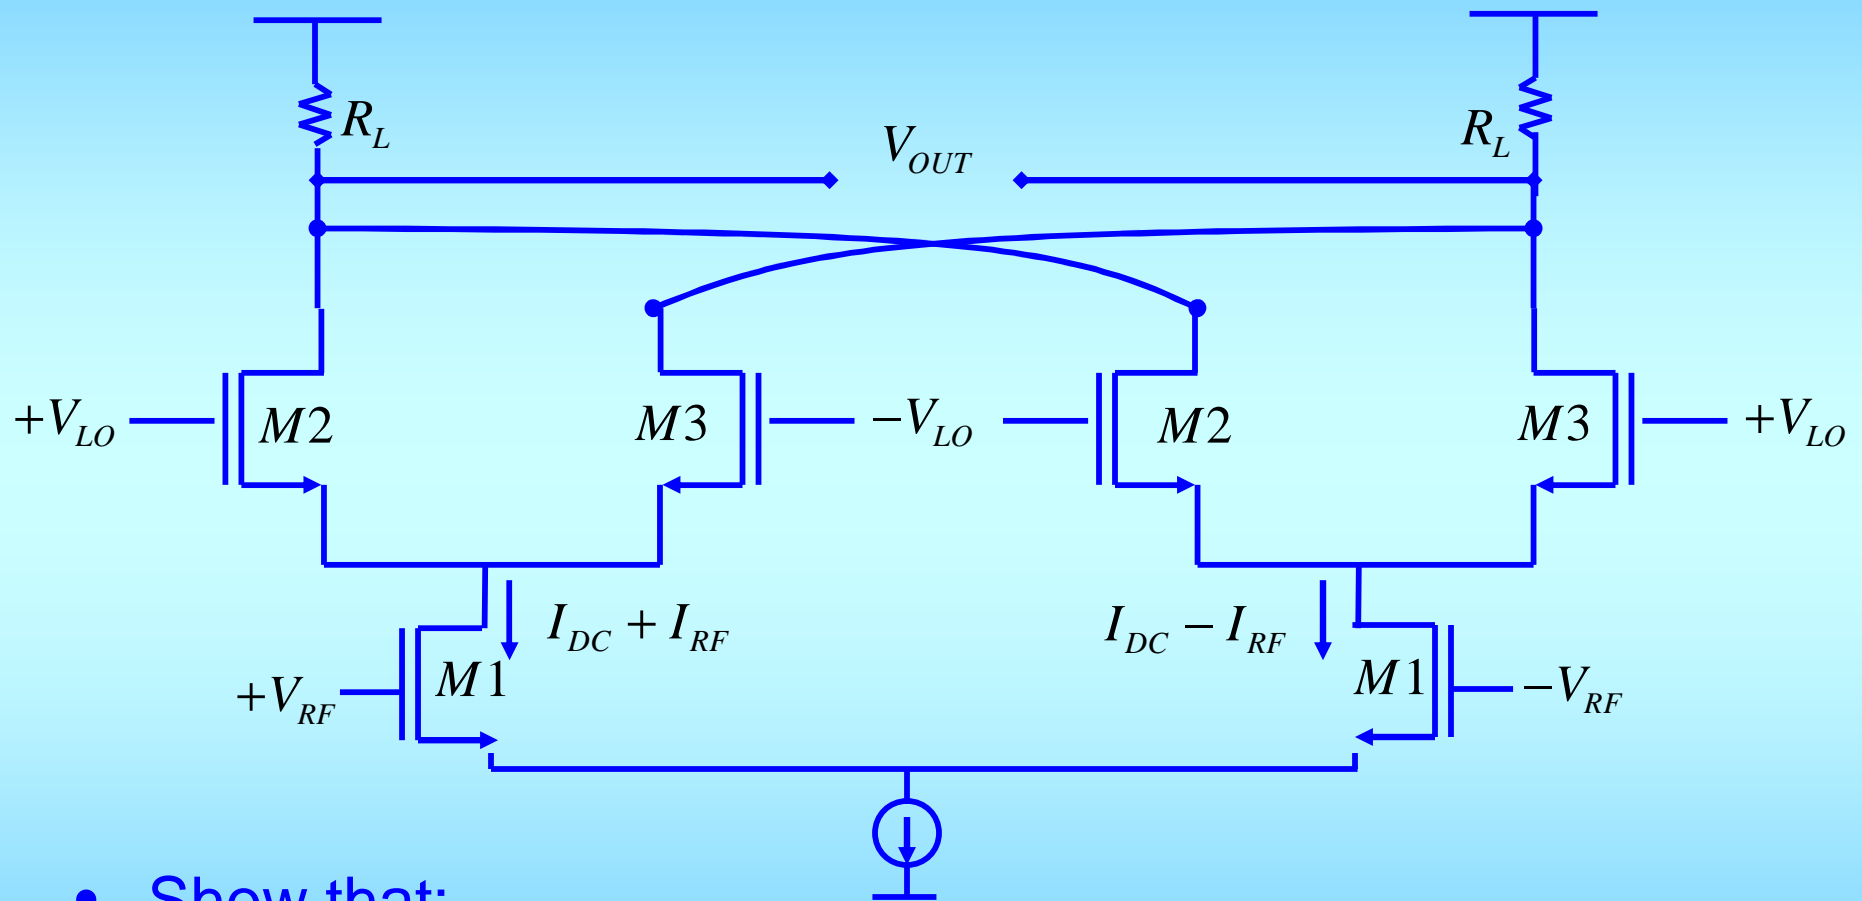 R_L
R_L
V_OUT
+V_LO
M2
M3
−V_LO
M2
M3
+V_LO
I_DC + I_RF
I_DC − I_RF
+V_RF
M1
M1
−V_RF
• Show that: